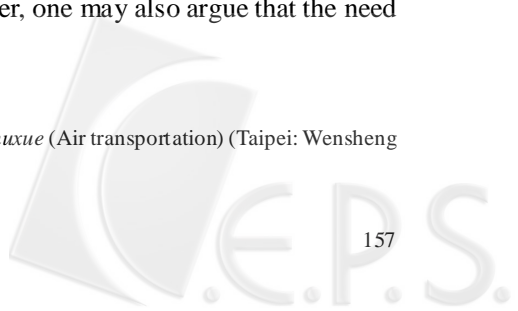 er, one may also argue that the need
uxue (Air transportation) (Taipei: Wensheng
157
C.E.P.S.